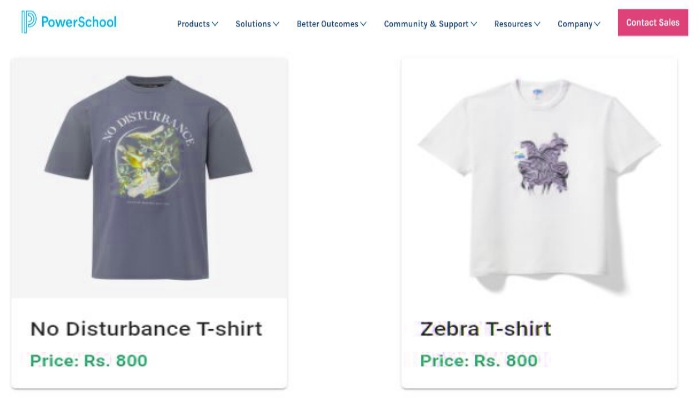 PowerSchool
Products Solutions Better Outcomes Community & Support Resources Company Contact Sales
NO DISTURBANCE
No Disturbance T-shirt
Price: Rs. 800
Zebra T-shirt
Price: Rs. 800